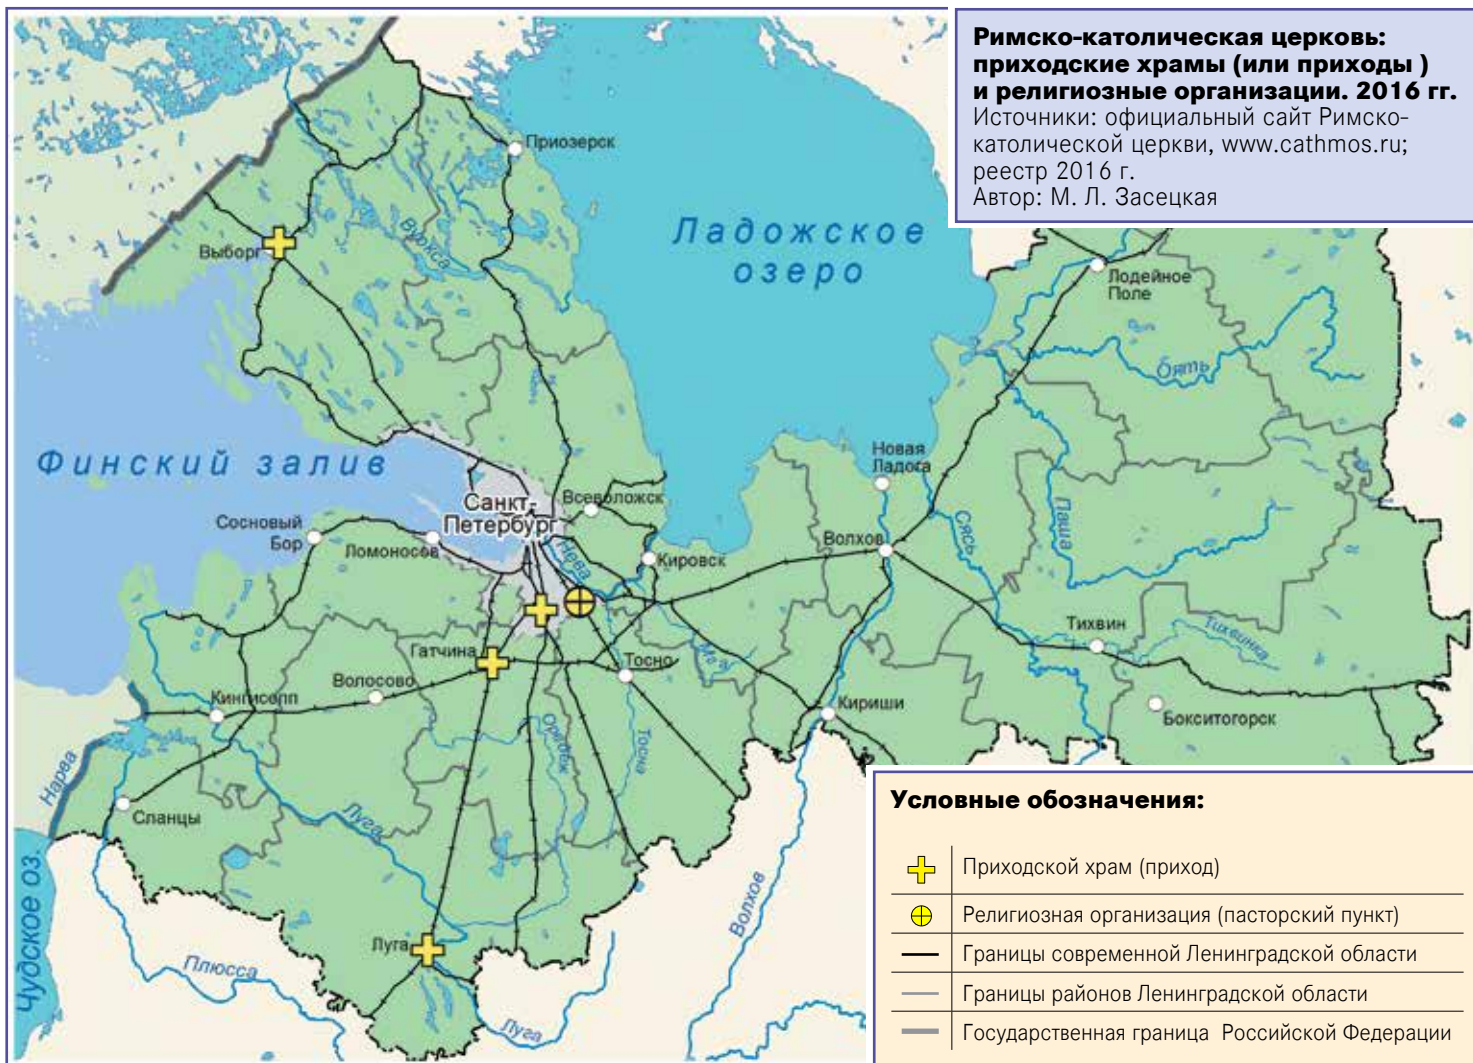 Римско-католическая церковь:
приходские храмы (или приходы )
и религиозные организации. 2016 гг.
Источники: официальный сайт Римско-
католической церкви, www.cathmos.ru;
реестр 2016 г.
Автор: М. Л. Засецкая
Приозерск
Вуокса
Выборг
Ладожское
озеро
Лодейное
Поле
Оять
Финский залив
Новая
Ладога
Санкт-
Петербург
Всеволожск
Сосновый
Бор
Ломоносов
Нева
Кировск
Волхов
Сясь
Паша
Тихвин
Тихвинка
Гатчина
Мга
Тосно
Волосово
Кингисепп
Оредеж
Тосна
Кириши
Бокситогорск
Нарва
Сланцы
Луга
Чудское оз.
Плюсса
Луга
Луга
Волхов
Условные обозначения:
Приходской храм (приход)
Религиозная организация (пасторский пункт)
Границы современной Ленинградской области
Границы районов Ленинградской области
Государственная граница Российской Федерации